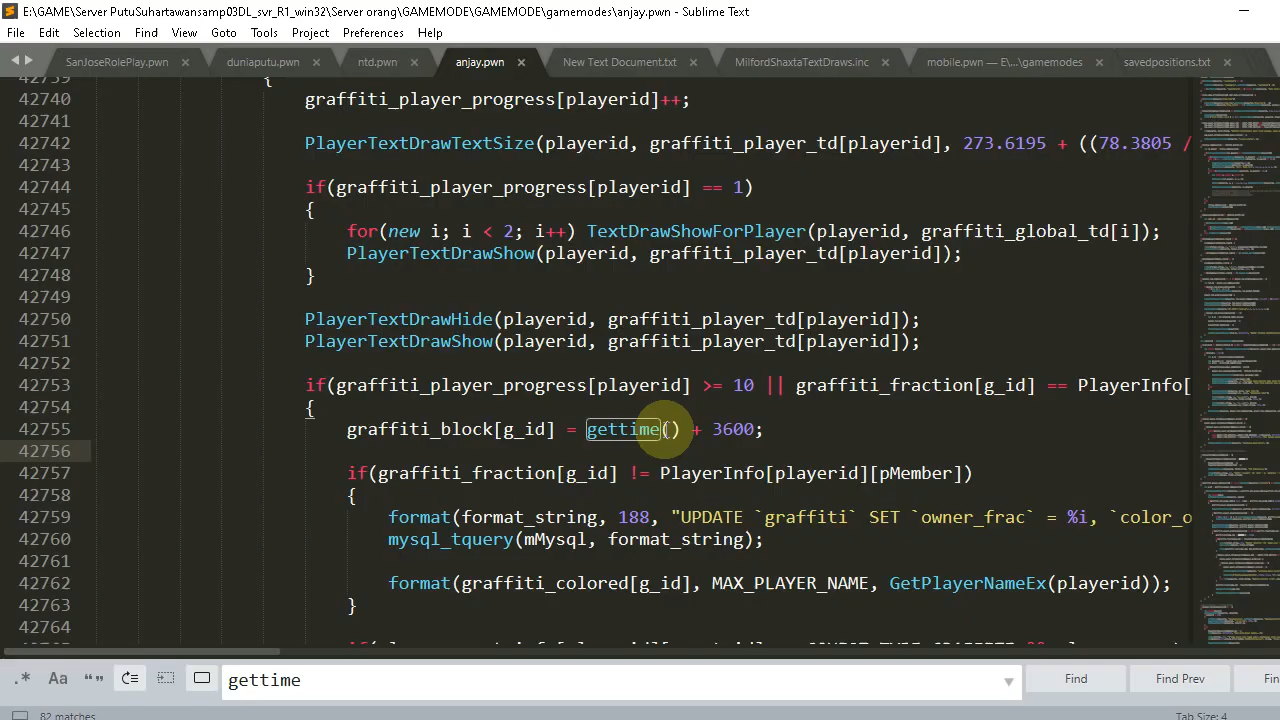 E:\GAME\Server PutuSuhartawansamp03DL_svr_R1_win32\Server orang\GAMEMODE\GAMEMODE\gamemodes\anjay.pwn - Sublime Text
File Edit Selection Find View Goto Tools Project Preferences Help
SanJoseRolePlay.pwn duniaputu.pwn ntd.pwn anjay.pwn New Text Document.txt MilfordShaxtaTextDraws.inc mobile.pwn — E\...\gamemodes savedpositions.txt
42739 {
42740 graffiti_player_progress[playerid]++;
42741
42742 PlayerTextDrawTextSize(playerid, graffiti_player_td[playerid], 273.6195 + ((78.3805 /
42743
42744 if(graffiti_player_progress[playerid] == 1)
42745 {
42746 for(new i; i < 2; i++) TextDrawShowForPlayer(playerid, graffiti_global_td[i]);
42747 PlayerTextDrawShow(playerid, graffiti_player_td[playerid]);
42748 }
42749
42750 PlayerTextDrawHide(playerid, graffiti_player_td[playerid]);
42751 PlayerTextDrawShow(playerid, graffiti_player_td[playerid]);
42752
42753 if(graffiti_player_progress[playerid] >= 10 || graffiti_fraction[g_id] == PlayerInfo[
42754 {
42755 graffiti_block[g_id] = gettime() + 3600;
42756
42757 if(graffiti_fraction[g_id] != PlayerInfo[playerid][pMember])
42758 {
42759 format(format_string, 188, "UPDATE `graffiti` SET `owner_frac` = %i, `color_o
42760 mysql_tquery(mMysql, format_string);
42761
42762 format(graffiti_colored[g_id], MAX_PLAYER_NAME, GetPlayerNameEx(playerid));
42763 }
42764
.* Aa “” gettime Find Find Prev Fin
82 matches Tab Size: 4